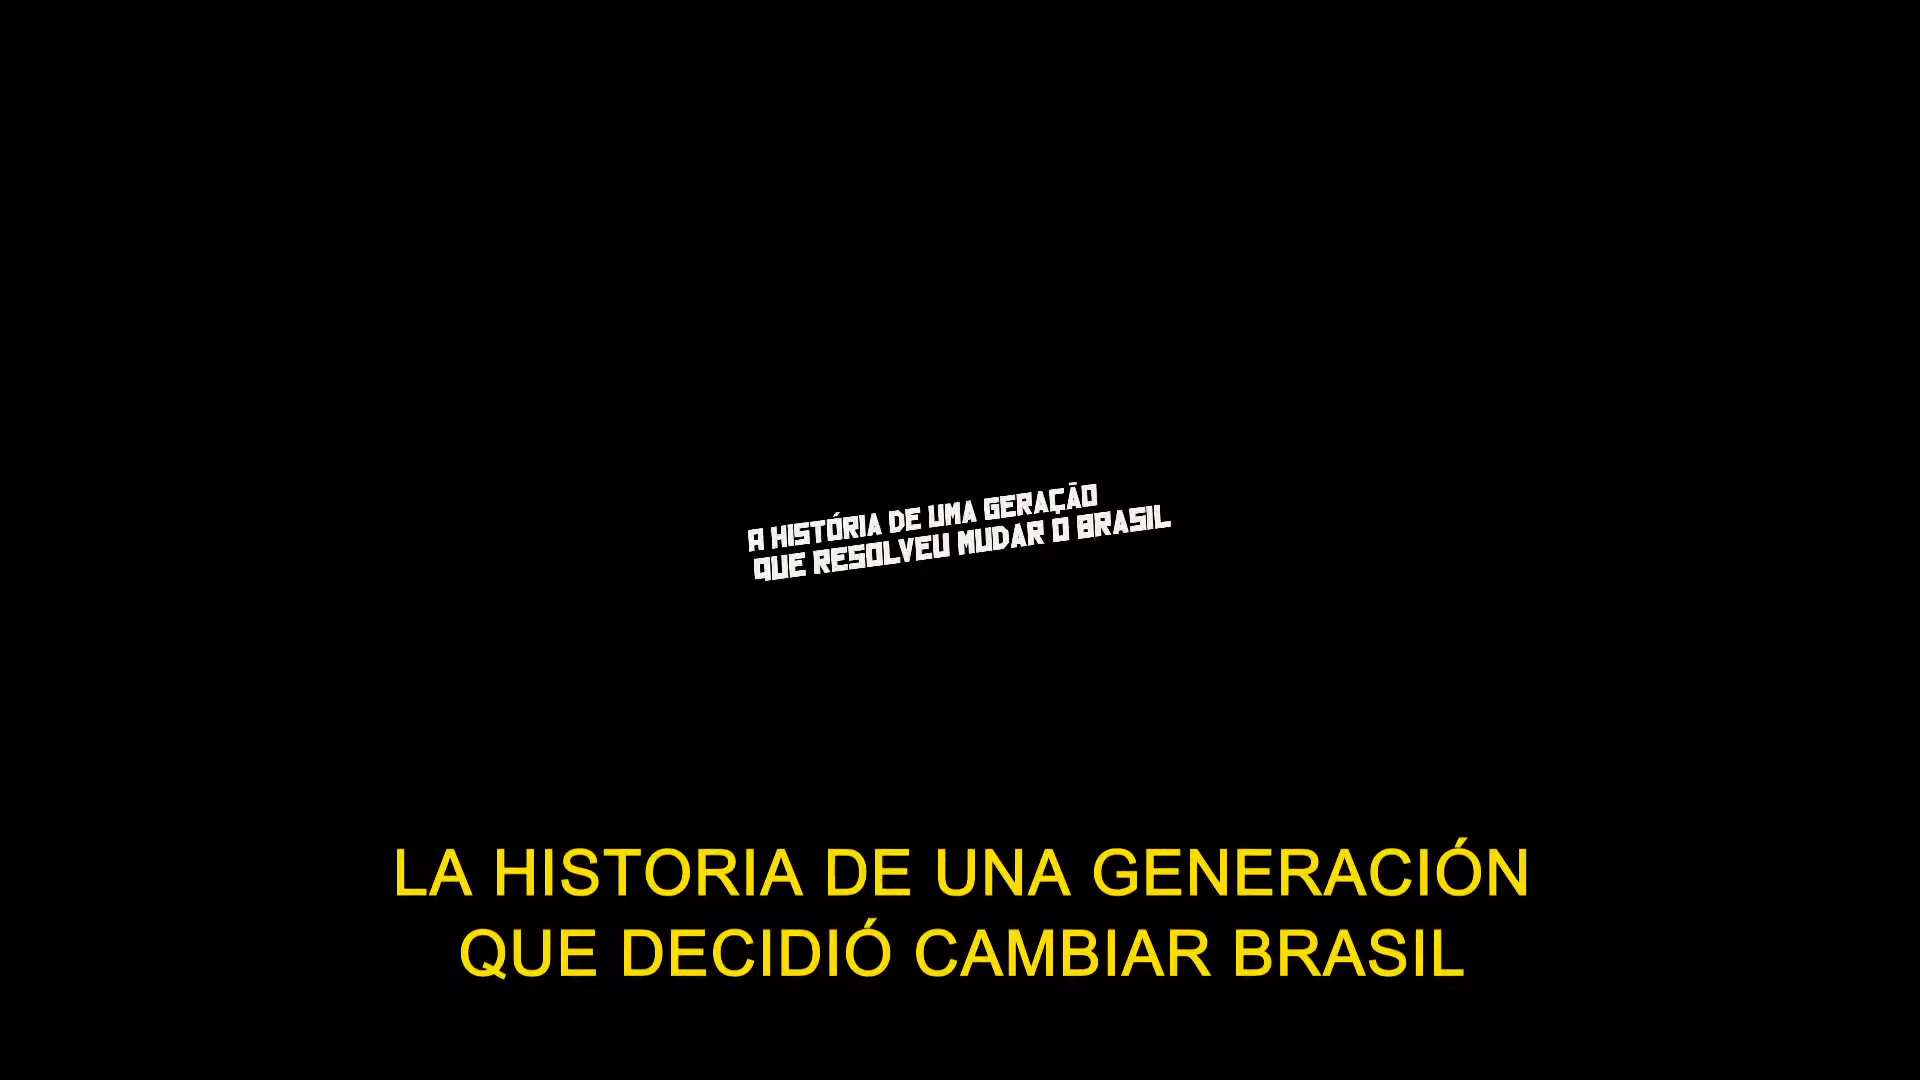 A HISTÓRIA DE UMA GERAÇÃO
QUE RESOLVEU MUDAR O BRASIL
LA HISTORIA DE UNA GENERACIÓN
QUE DECIDIÓ CAMBIAR BRASIL